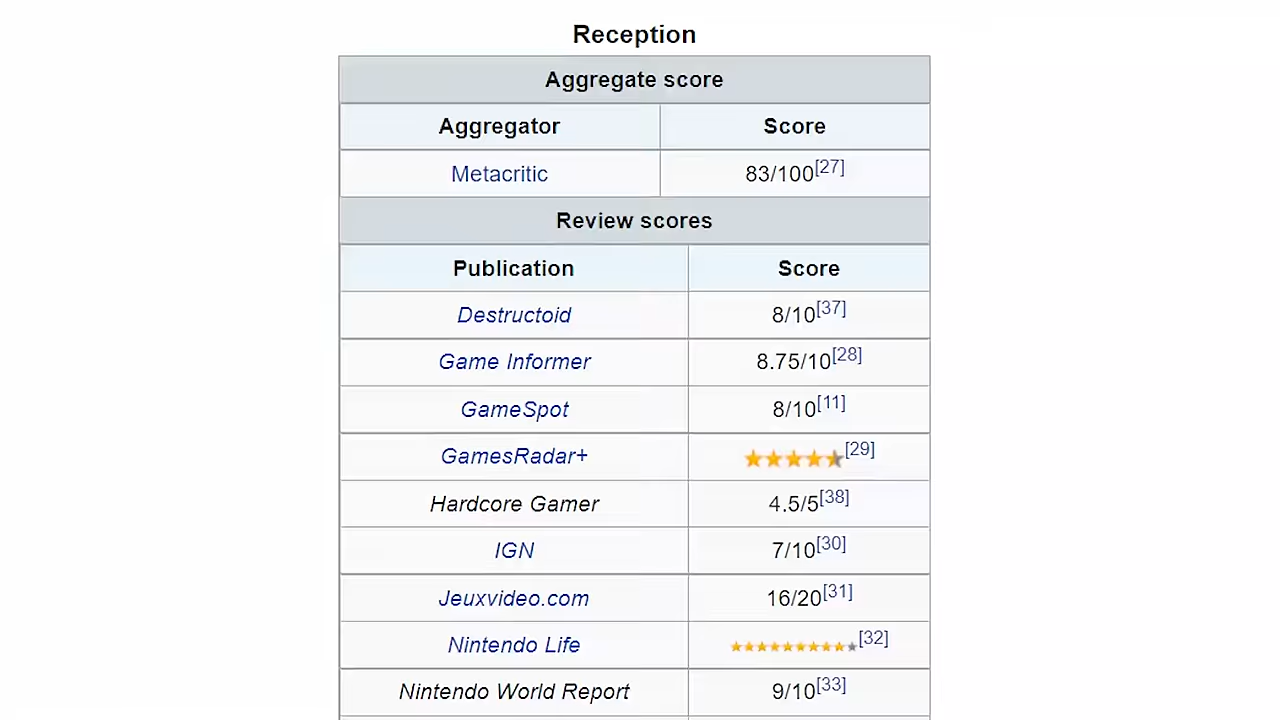 Reception
Aggregate score
Aggregator Score
Metacritic 83/100[27]
Review scores
Publication Score
Destructoid 8/10[37]
Game Informer 8.75/10[28]
GameSpot 8/10[11]
GamesRadar+ [29]
Hardcore Gamer 4.5/5[38]
IGN 7/10[30]
Jeuxvideo.com 16/20[31]
Nintendo Life [32]
Nintendo World Report 9/10[33]